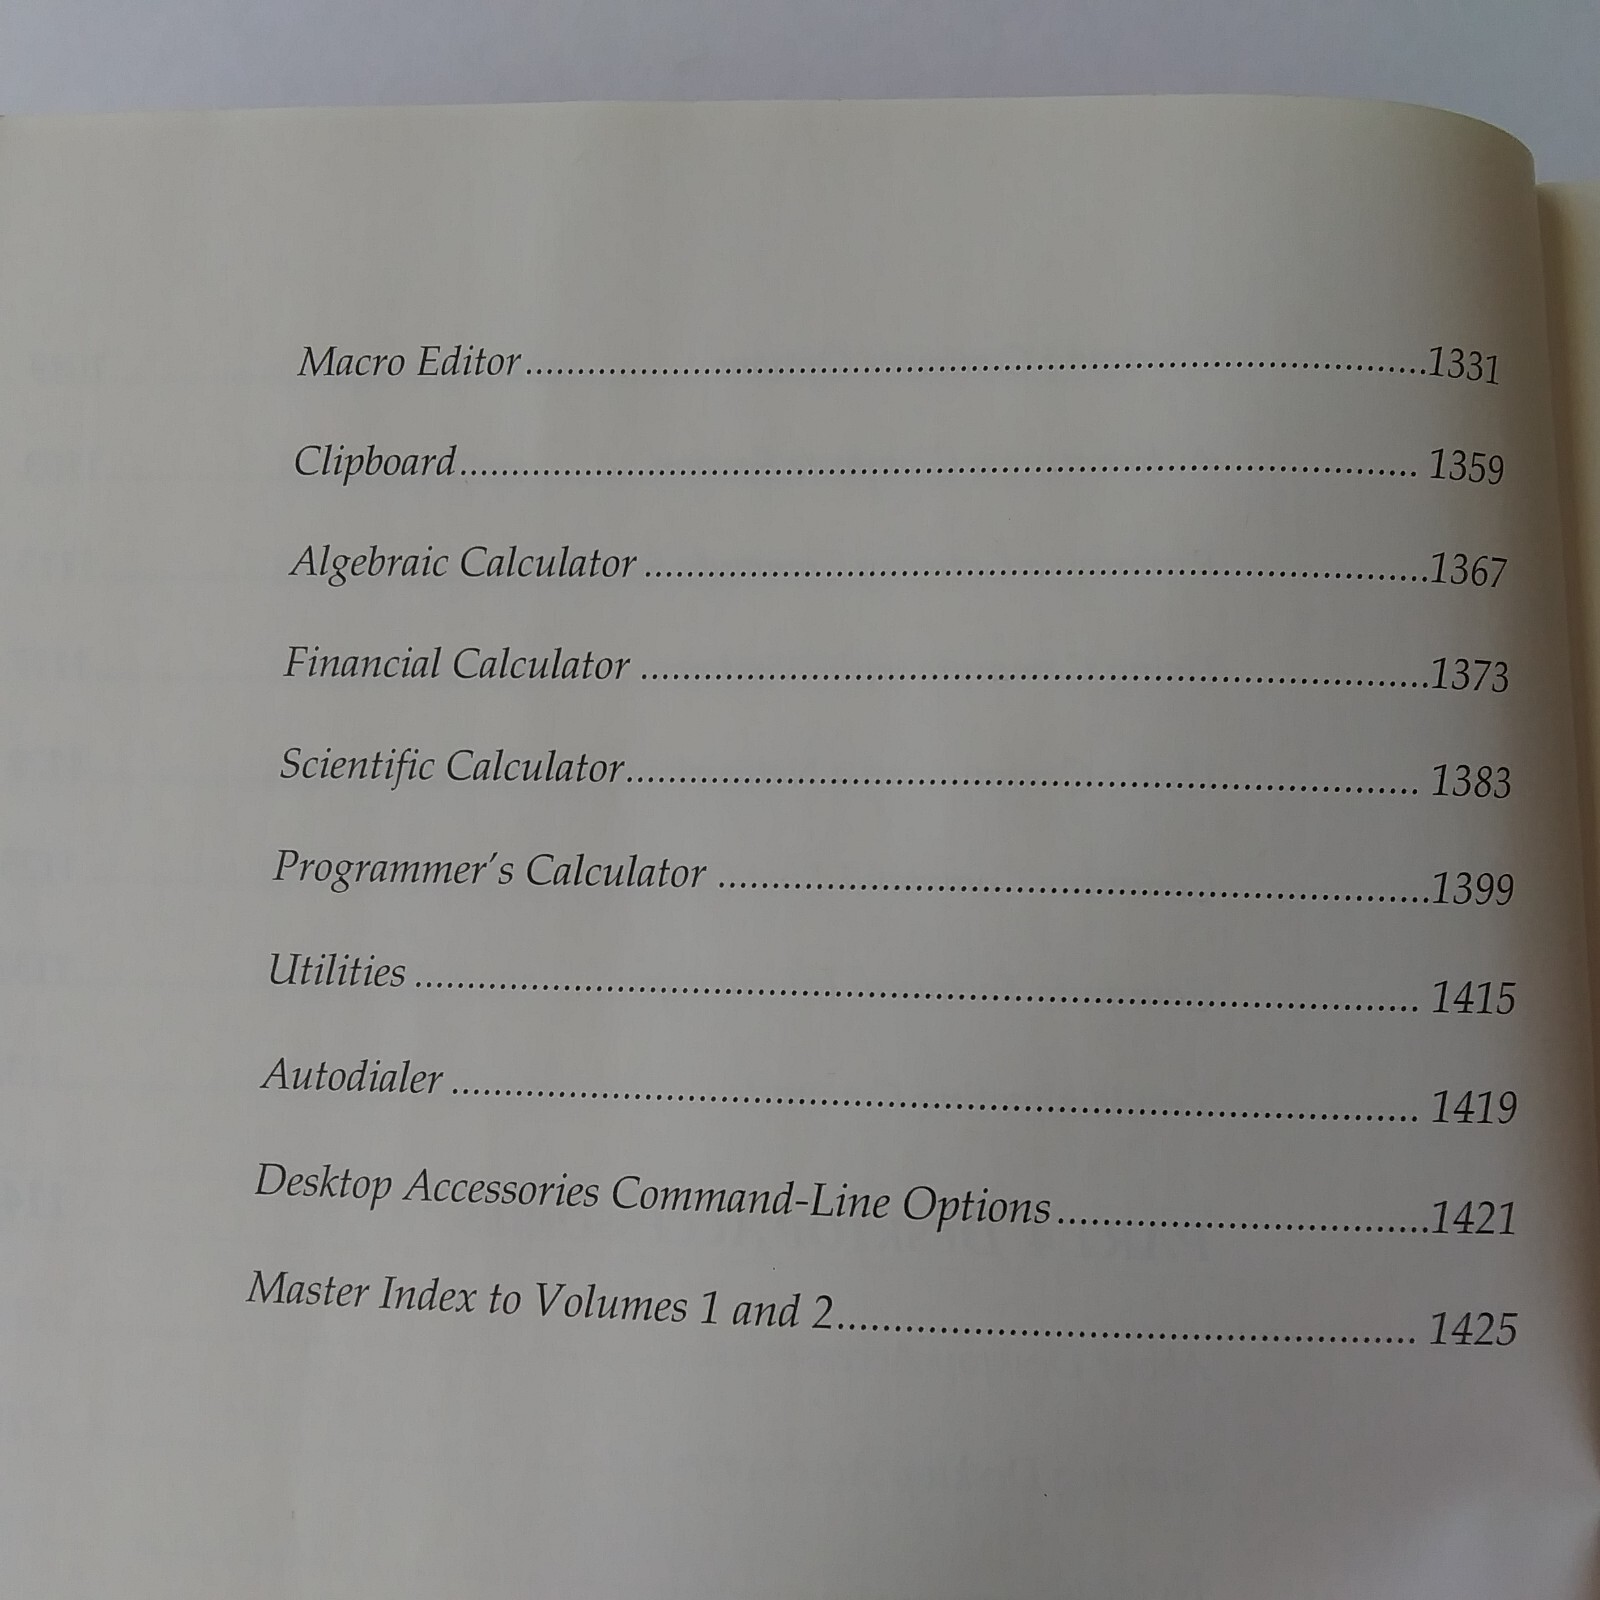 Macro Editor....................1331
Clipboard.................... 1359
Algebraic Calculator ....................1367
Financial Calculator ....................1373
Scientific Calculator.................... 1383
Programmer's Calculator ....................1399
Utilities .................... 1415
Autodialer .................... 1419
Desktop Accessories Command-Line Options....................1421
Master Index to Volumes 1 and 2.................... 1425